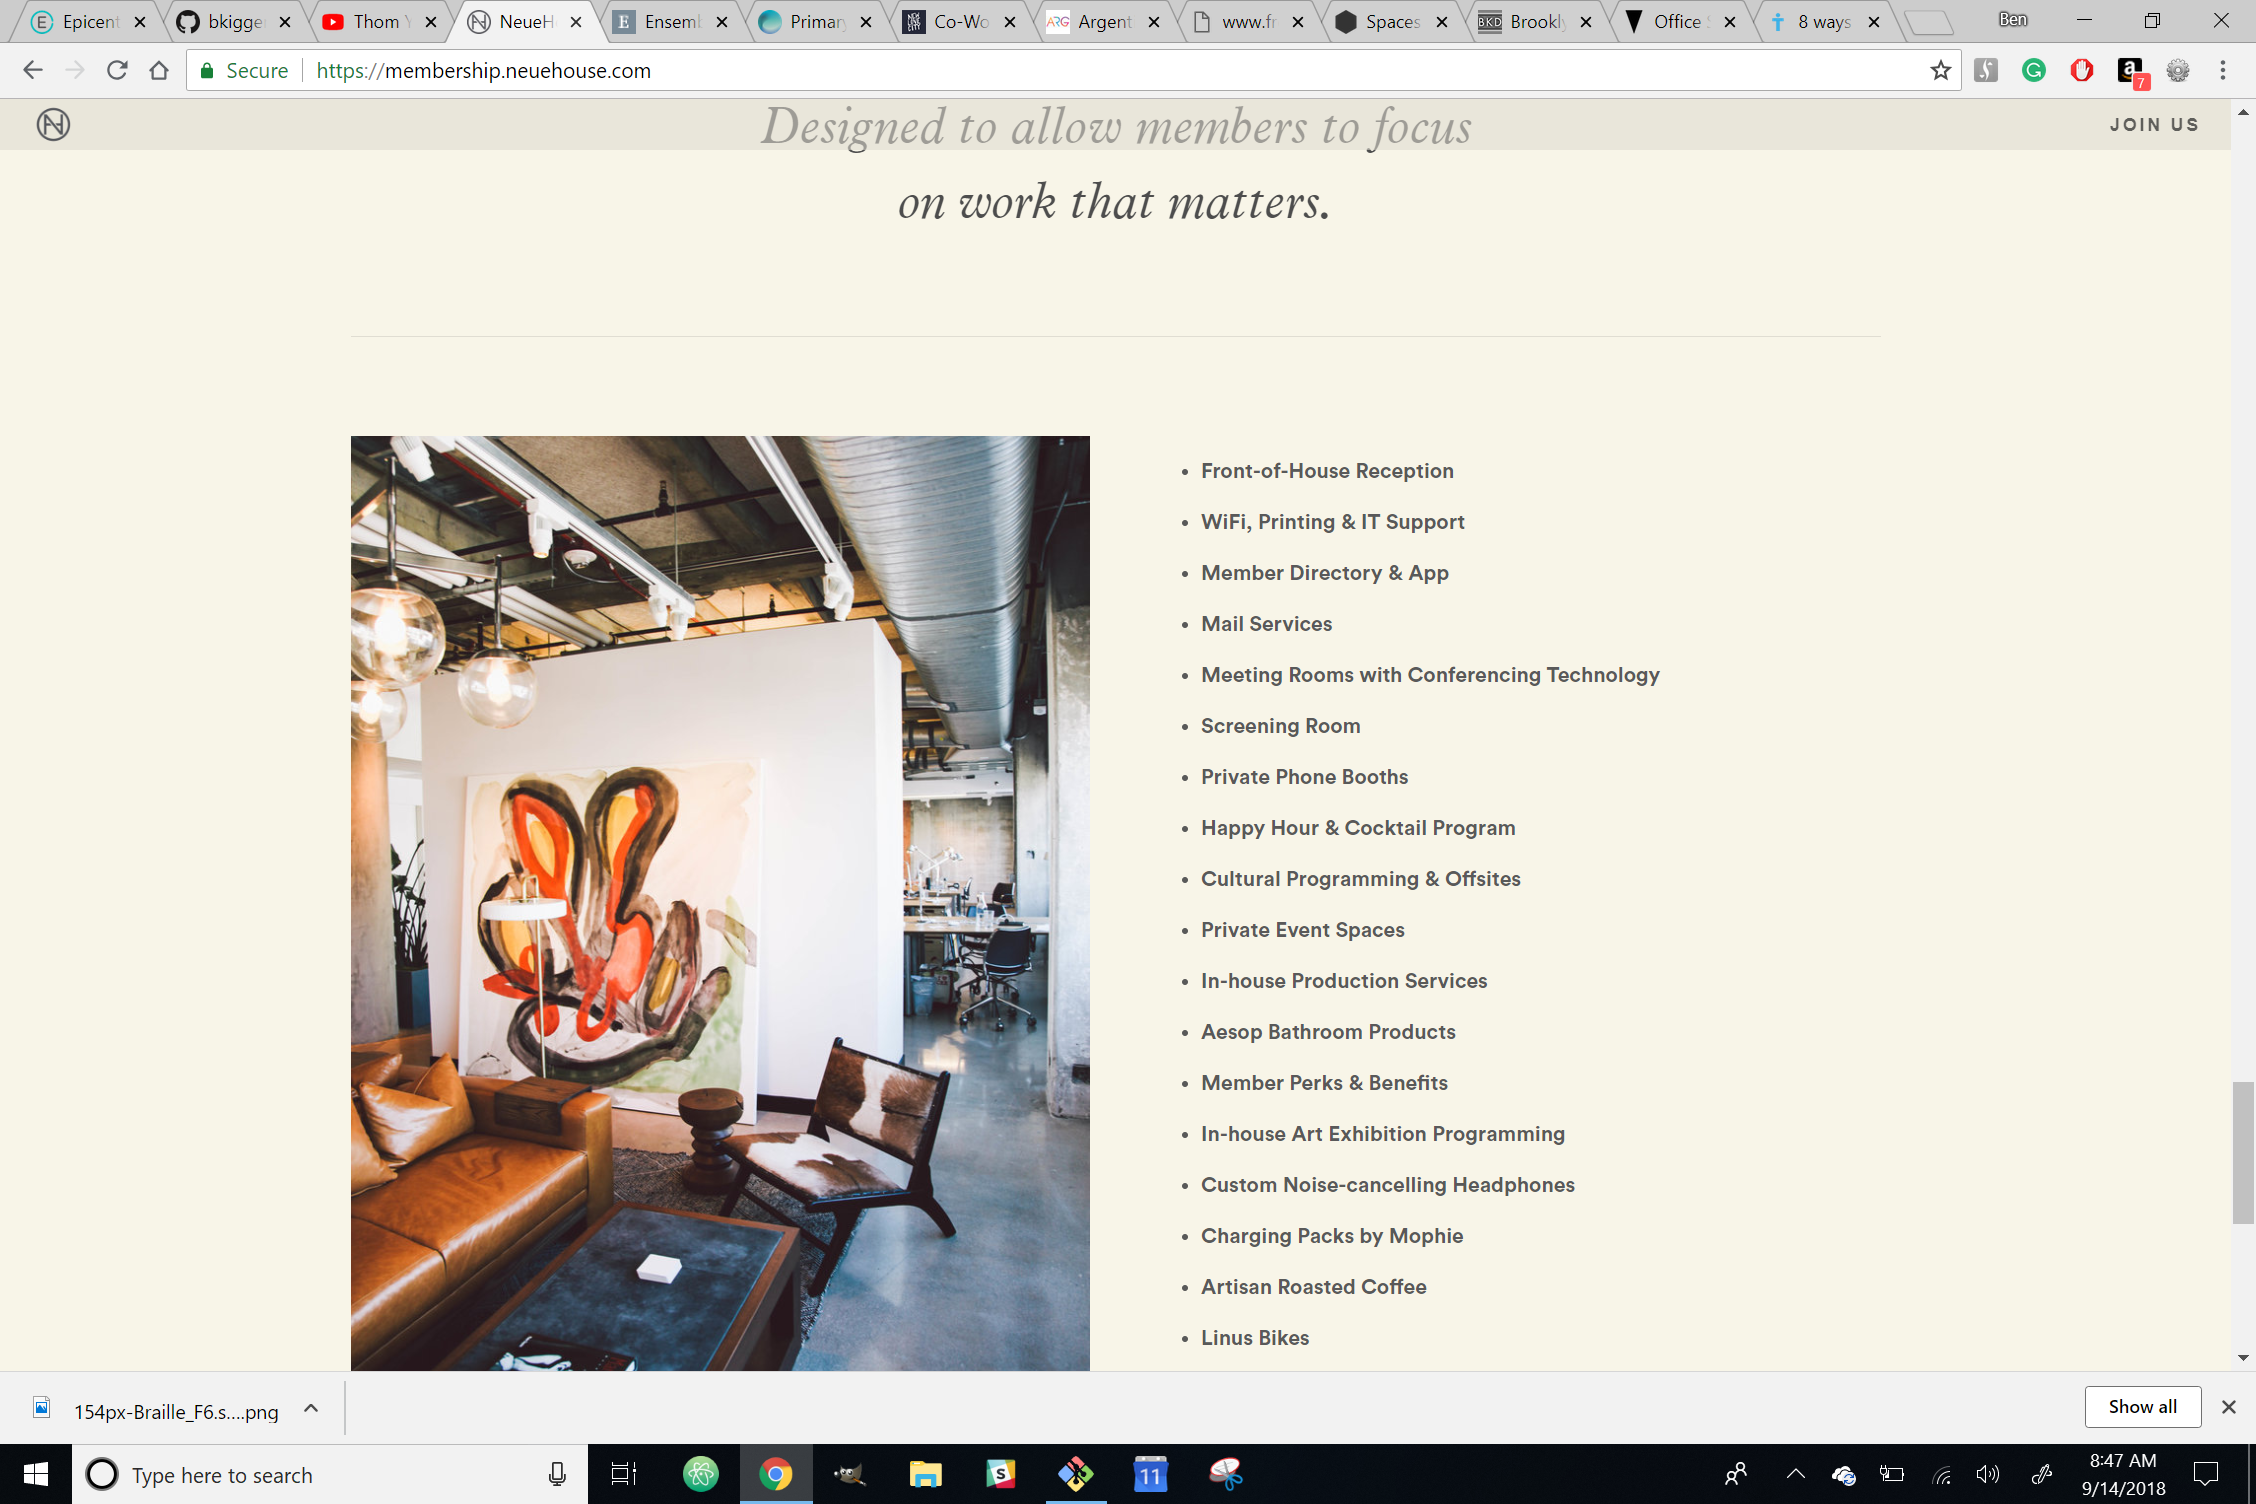 Epicent
bkigge
Thom Y
NeueH
Ensemb
Primary
Co-Wo
Argent
www.fr
Spaces
Brookly
Office S
8 ways
Ben
Secure
https://membership.neuehouse.com
7
Designed to allow members to focus
JOIN US
on work that matters.
Front-of-House Reception
WiFi, Printing & IT Support
Member Directory & App
Mail Services
Meeting Rooms with Conferencing Technology
Screening Room
Private Phone Booths
Happy Hour & Cocktail Program
Cultural Programming & Offsites
Private Event Spaces
In-house Production Services
Aesop Bathroom Products
Member Perks & Benefits
In-house Art Exhibition Programming
Custom Noise-cancelling Headphones
Charging Packs by Mophie
Artisan Roasted Coffee
Linus Bikes
154px-Braille_F6.s....png
Show all
Type here to search
11
8:47 AM
9/14/2018